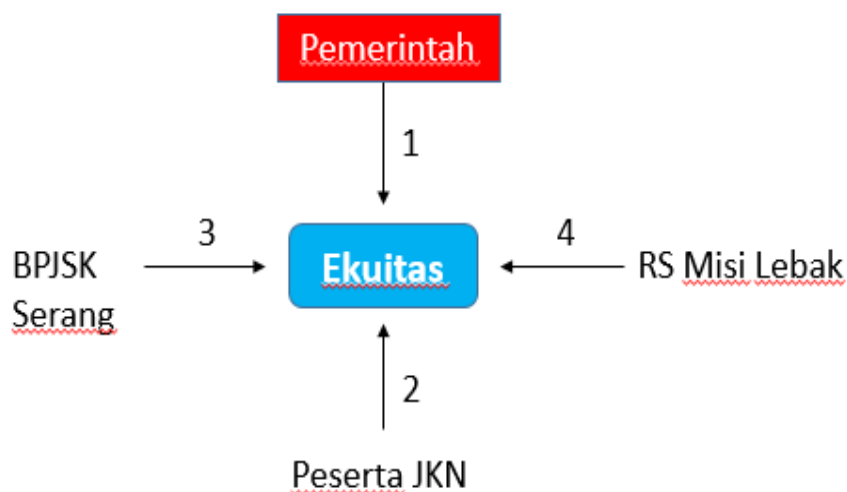 Pemerintah
1
3
4
BPJSK
Serang
Ekuitas
RS Misi Lebak
2
Peserta JKN